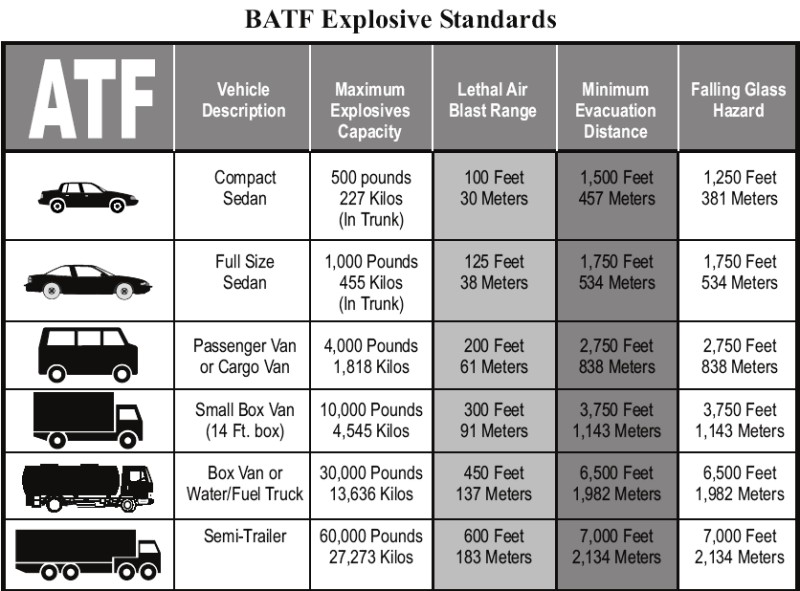 BATF Explosive Standards
ATF
Vehicle
Description
Maximum
Explosives
Capacity
Lethal Air
Blast Range
Minimum
Evacuation
Distance
Falling Glass
Hazard
Compact
Sedan
500 pounds
227 Kilos
(In Trunk)
100 Feet
30 Meters
1,500 Feet
457 Meters
1,250 Feet
381 Meters
Full Size
Sedan
1,000 Pounds
455 Kilos
(In Trunk)
125 Feet
38 Meters
1,750 Feet
534 Meters
1,750 Feet
534 Meters
Passenger Van
or Cargo Van
4,000 Pounds
1,818 Kilos
200 Feet
61 Meters
2,750 Feet
838 Meters
2,750 Feet
838 Meters
Small Box Van
(14 Ft. box)
10,000 Pounds
4,545 Kilos
300 Feet
91 Meters
3,750 Feet
1,143 Meters
3,750 Feet
1,143 Meters
Box Van or
Water/Fuel Truck
30,000 Pounds
13,636 Kilos
450 Feet
137 Meters
6,500 Feet
1,982 Meters
6,500 Feet
1,982 Meters
Semi-Trailer
60,000 Pounds
27,273 Kilos
600 Feet
183 Meters
7,000 Feet
2,134 Meters
7,000 Feet
2,134 Meters